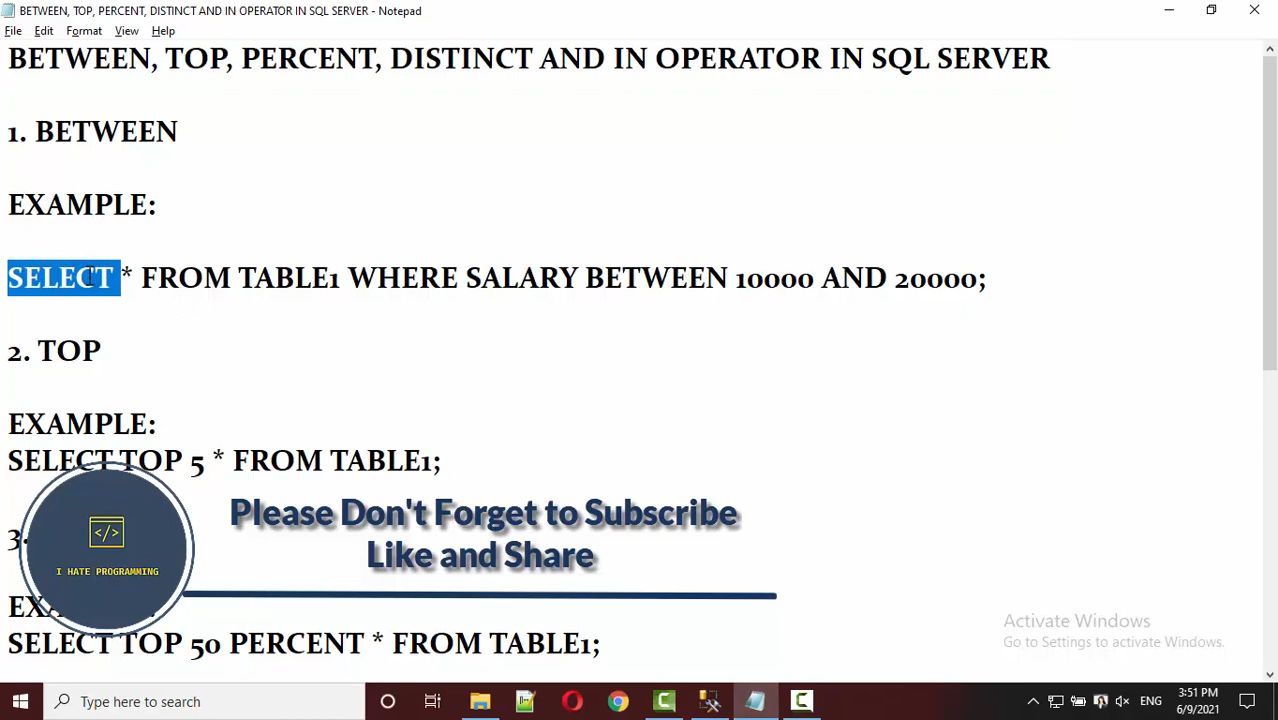 BETWEEN, TOP, PERCENT, DISTINCT AND IN OPERATOR IN SQL SERVER - Notepad
File Edit Format View Help
BETWEEN, TOP, PERCENT, DISTINCT AND IN OPERATOR IN SQL SERVER
1. BETWEEN
EXAMPLE:
SELECT * FROM TABLE1 WHERE SALARY BETWEEN 10000 AND 20000;
2. TOP
EXAMPLE:
SELECT TOP 5 * FROM TABLE1;
Please Don't Forget to Subscribe
Like and Share
3.
</>
I HATE PROGRAMMING
SELECT TOP 50 PERCENT * FROM TABLE1;
Activate Windows
Go to Settings to activate Windows.
Type here to search
ENG
3:51 PM
6/9/2021